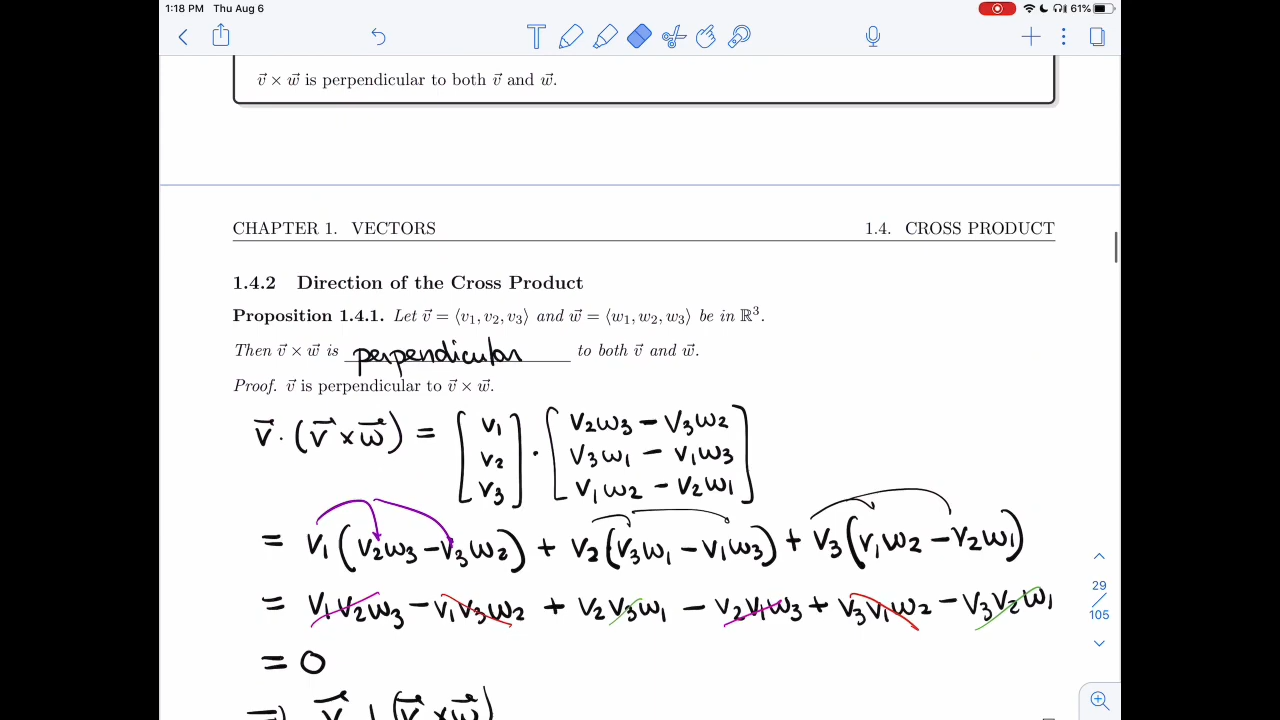 1:18 PM Thu Aug 6 61%
v⃗ × w⃗ is perpendicular to both v⃗ and w⃗.
CHAPTER 1. VECTORS 1.4. CROSS PRODUCT
1.4.2 Direction of the Cross Product
Proposition 1.4.1. Let v⃗ = ⟨v₁, v₂, v₃⟩ and w⃗ = ⟨w₁, w₂, w₃⟩ be in ℝ³.
Then v⃗ × w⃗ is perpendicular to both v⃗ and w⃗.
Proof. v⃗ is perpendicular to v⃗ × w⃗.
v⃗ · (v⃗ × w⃗) = [v₁ v₂ v₃] · [v₂w₃ − v₃w₂ v₃w₁ − v₁w₃ v₁w₂ − v₂w₁]
= v₁(v₂w₃ − v₃w₂) + v₂(v₃w₁ − v₁w₃) + v₃(v₁w₂ − v₂w₁)
= v₁v₂w₃ − v₁v₃w₂ + v₂v₃w₁ − v₂v₁w₃ + v₃v₁w₂ − v₃v₂w₁
= 0
⇒ v⃗ ⊥ (v⃗ × w⃗)
29
105